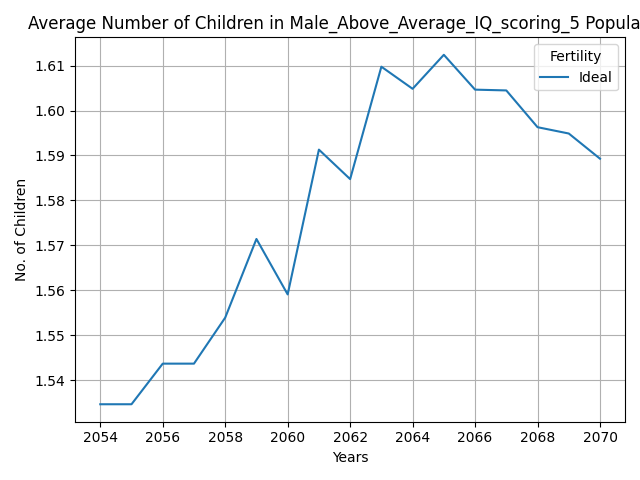 Average Number of Children in Male_Above_Average_IQ_scoring_5 Popula
Fertility
Ideal
1.61
1.60
1.59
1.58
1.57
1.56
1.55
1.54
No. of Children
2054 2056 2058 2060 2062 2064 2066 2068 2070
Years